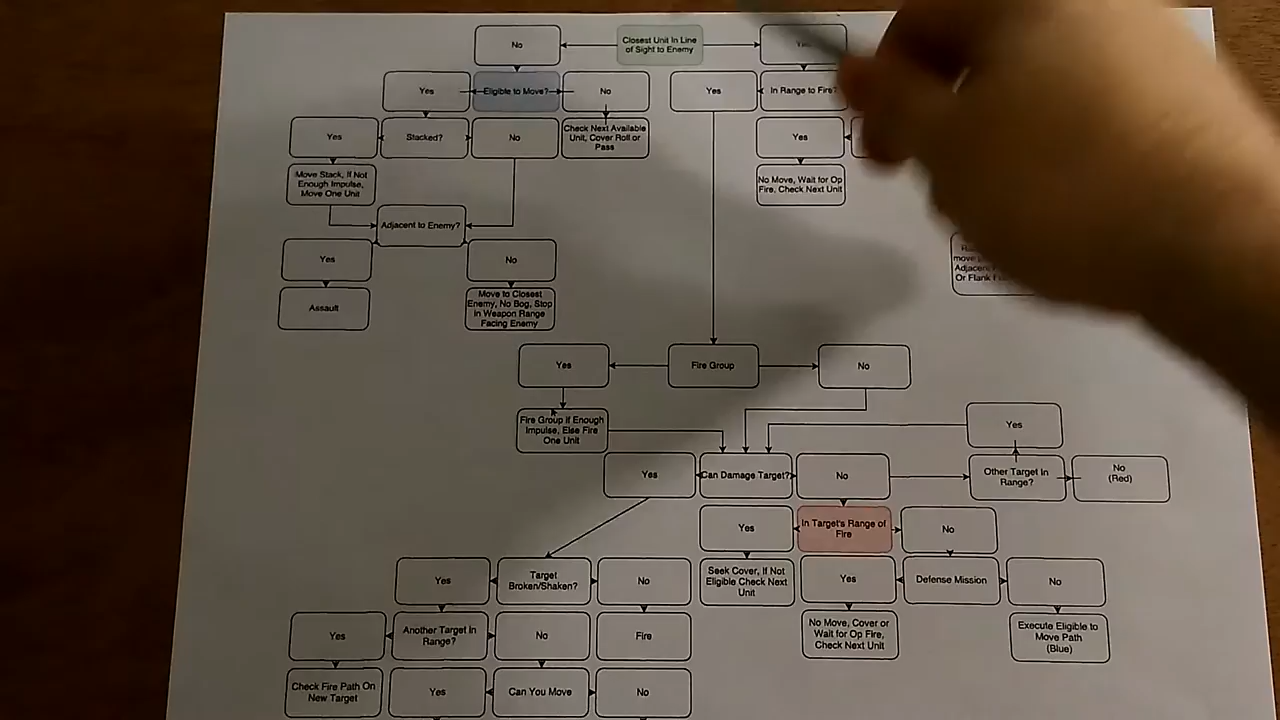 No
Closest Unit In Line
of Sight to Enemy
Yes
Eligible to Move?
No
Yes
In Range to Fire?
Yes
Stacked?
No
Check Next Available
Unit, Cover Roll or
Pass
Yes
Move Stack, If Not
Enough Impulse,
Move One Unit
No Move, Wait for Op
Fire, Check Next Unit
Adjacent to Enemy?
Yes
No
Assault
Move to Closest
Enemy, No Bog, Stop
In Weapon Range
Facing Enemy
move
Adjacent
Or Flank
Yes
Fire Group
No
Fire Group if Enough
Impulse, Else Fire
One Unit
Yes
Yes
Can Damage Target?
No
Other Target In
Range?
No
(Red)
Yes
In Target's Range of
Fire
No
Yes
Target
Broken/Shaken?
No
Seek Cover, If Not
Eligible Check Next
Unit
Yes
Defense Mission
No
Yes
Another Target In
Range?
No
Fire
No Move, Cover or
Wait for Op Fire,
Check Next Unit
Execute Eligible to
Move Path
(Blue)
Check Fire Path On
New Target
Yes
Can You Move
No